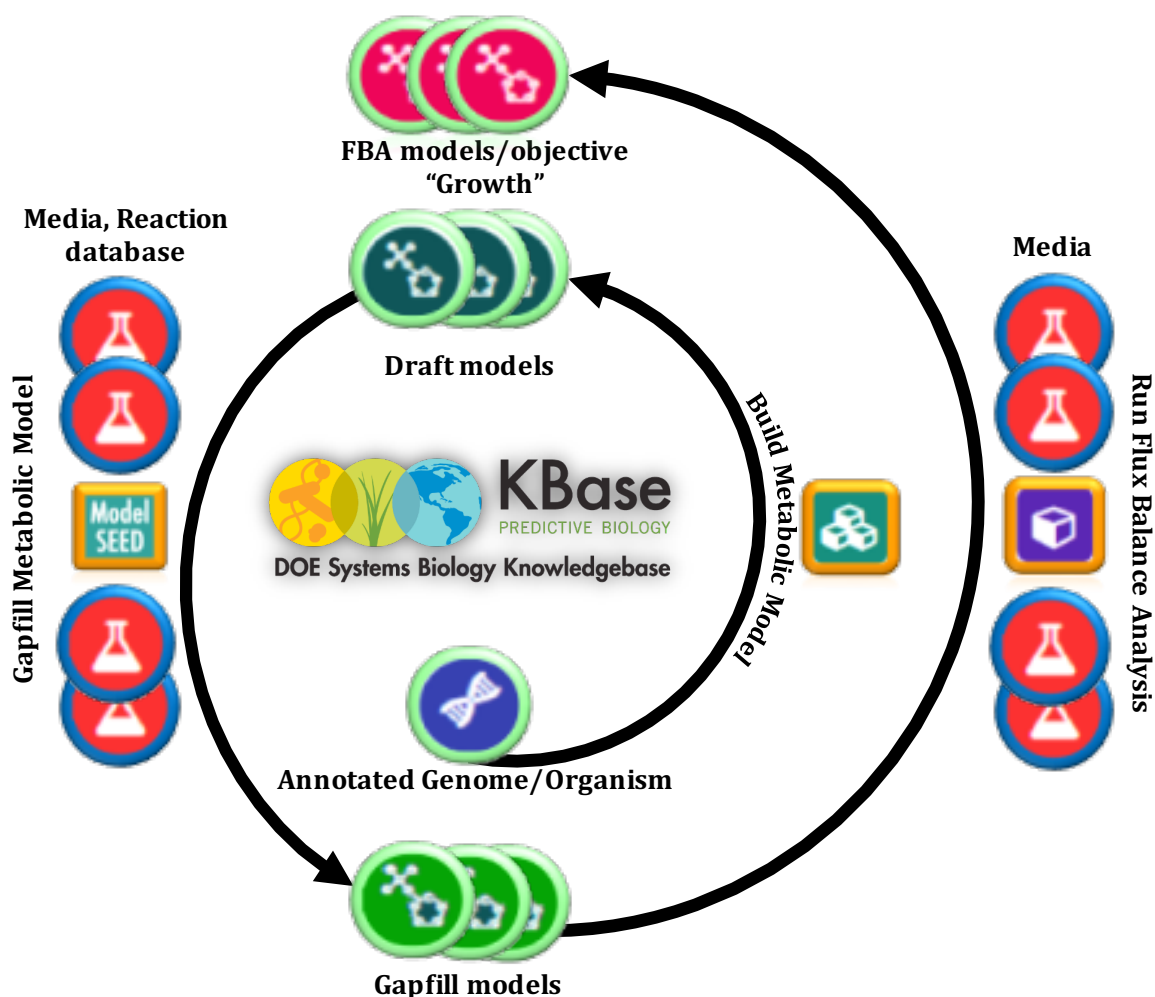 FBA models/objective
“Growth”
Media, Reaction
database
Media
Draft models
Gapfill Metabolic Model
Build Metabolic Model
Run Flux Balance Analysis
KBase
PREDICTIVE BIOLOGY
Model
SEED
DOE Systems Biology Knowledgebase
Annotated Genome/Organism
Gapfill models